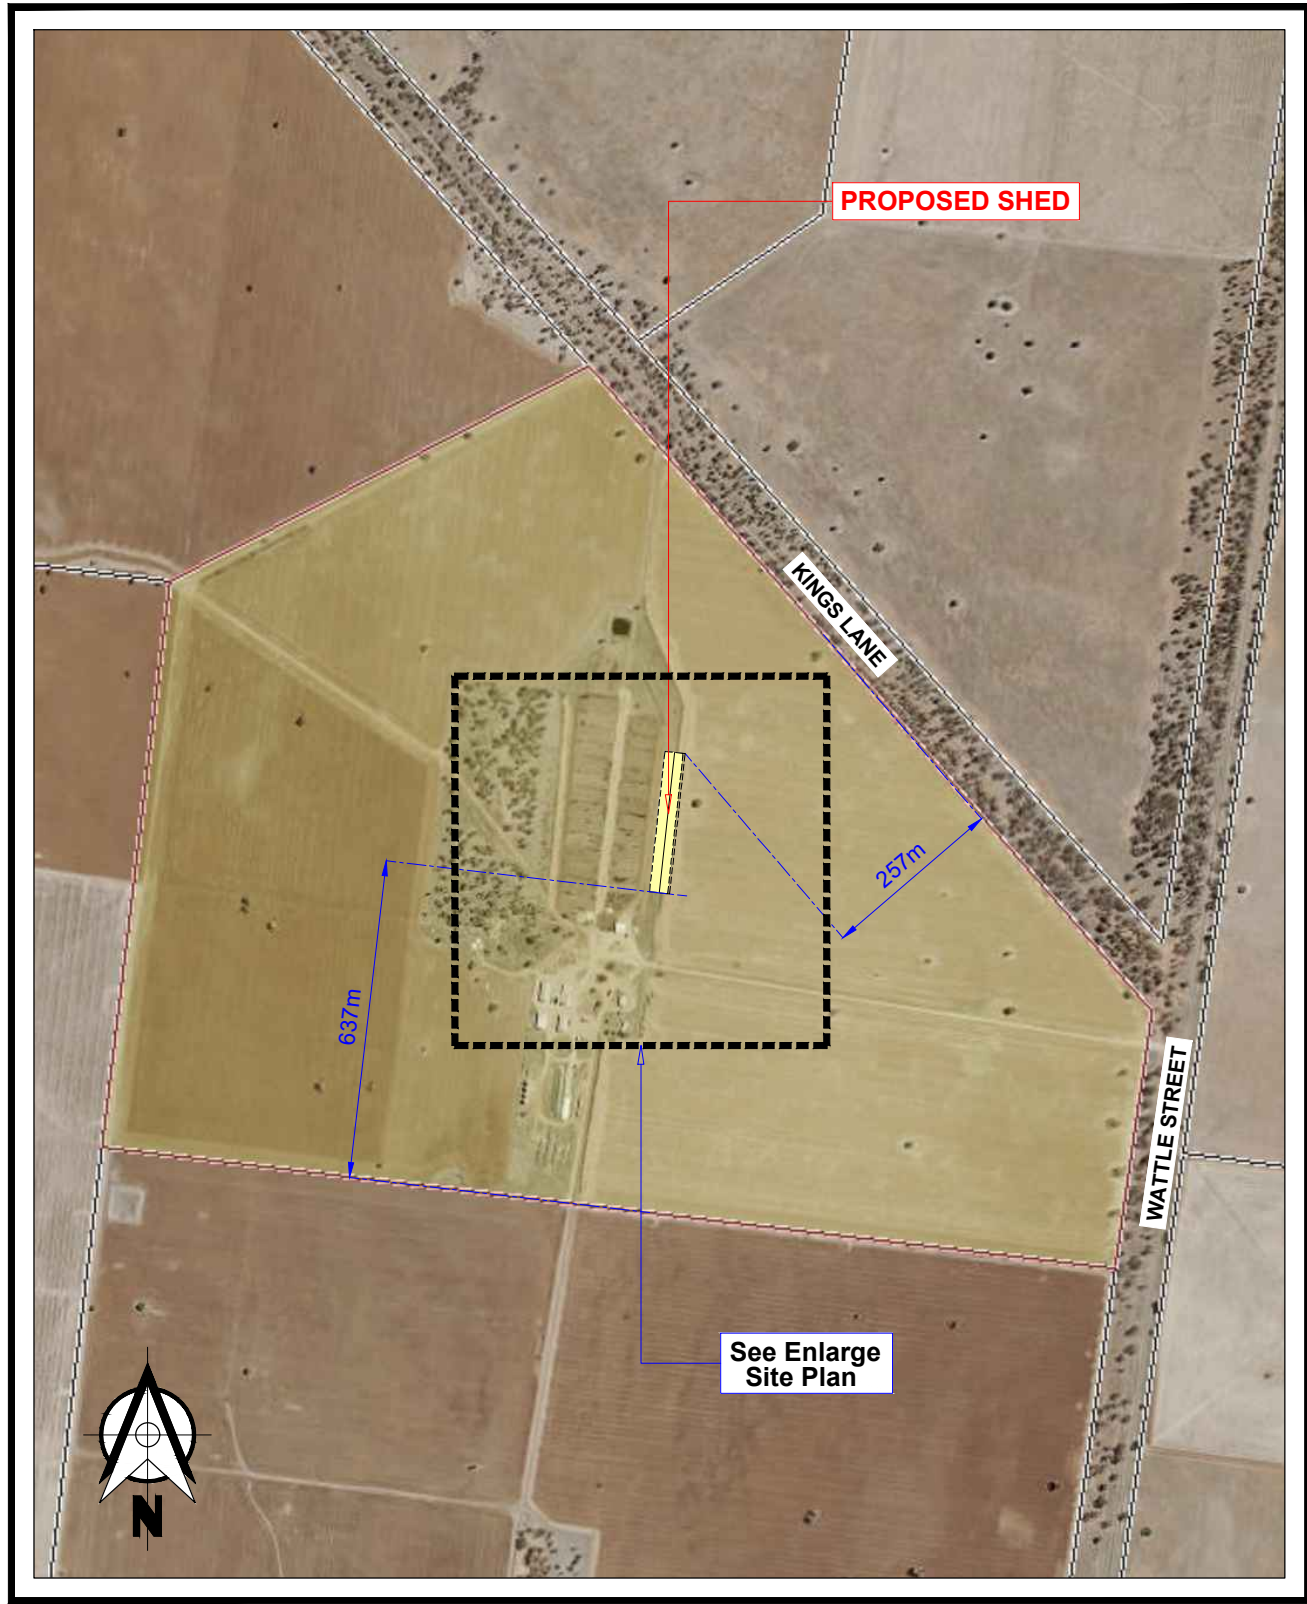 PROPOSED SHED
KINGS LANE
257m
637m
WATTLE STREET
See Enlarge
Site Plan
N